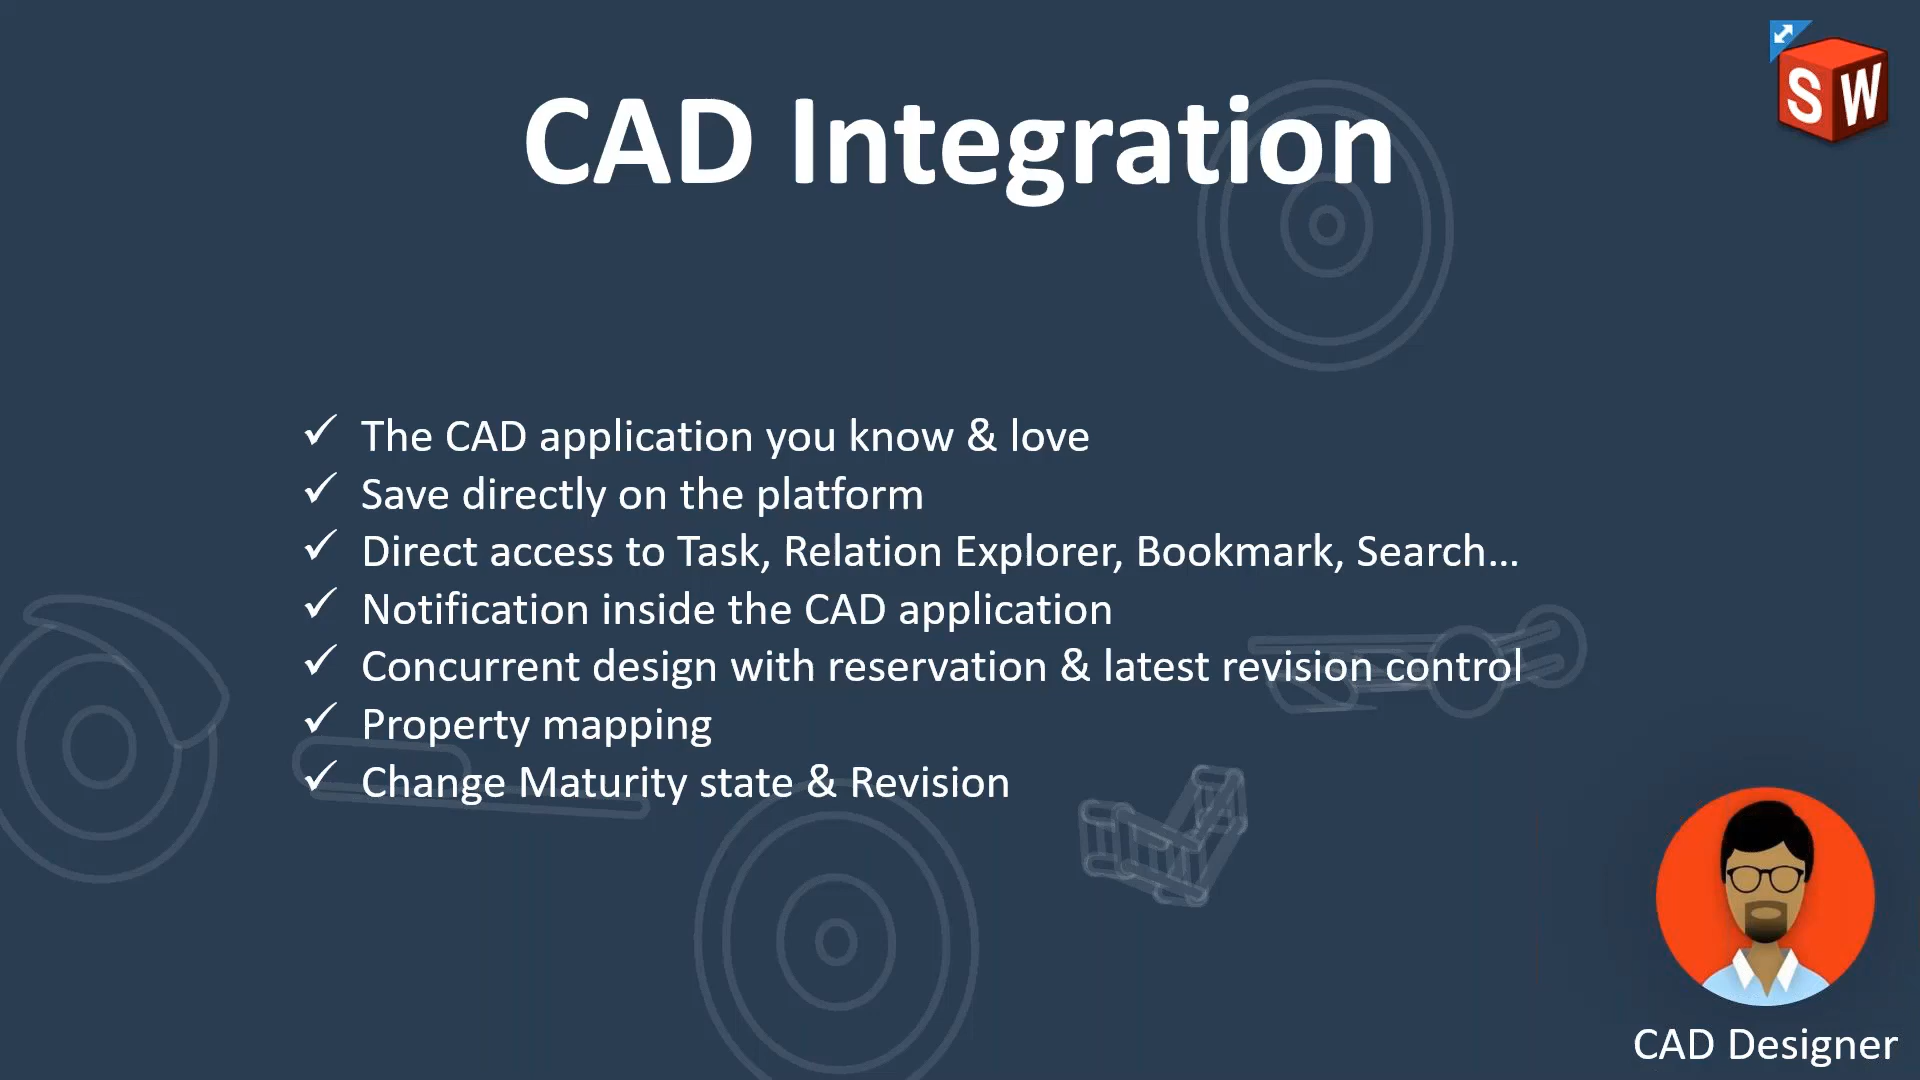 SW
CAD Integration
✓ The CAD application you know & love
✓ Save directly on the platform
✓ Direct access to Task, Relation Explorer, Bookmark, Search...
✓ Notification inside the CAD application
✓ Concurrent design with reservation & latest revision control
✓ Property mapping
✓ Change Maturity state & Revision
CAD Designer